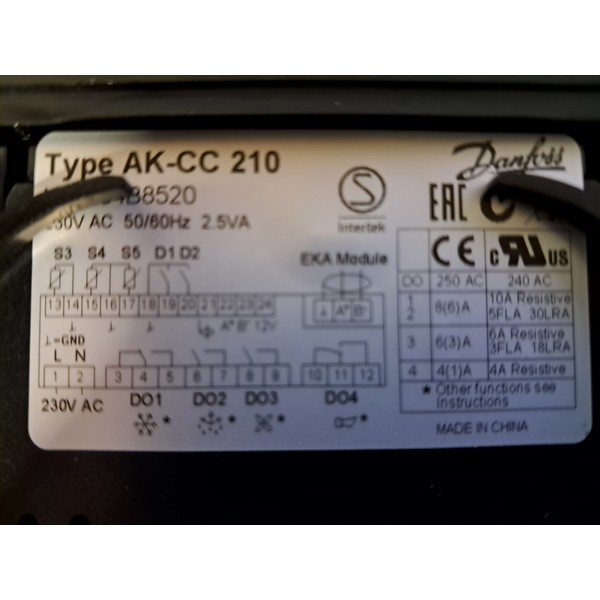 Type AK-CC 210
Danfoss
B8520
230V AC 50/60Hz 2.5VA
S
Intertek
EAC
S3 S4 S5 D1 D2
EKA Module
CE
c UR US
13 14 15 16 17 18 19 20 21 22 23 24
A+ B- 12V
A+ B-
⊥=GND
L N
1 2 3 4 5 6 7 8 9 10 11 12
230V AC DO1 DO2 DO3 DO4
* * * *
DO 250 AC 240 AC
1 2 8(6)A 10A Resistive 5FLA 30LRA
3 6(3)A 6A Resistive 3FLA 18LRA
4 4(1)A 4A Resistive
* Other functions see
instructions
MADE IN CHINA